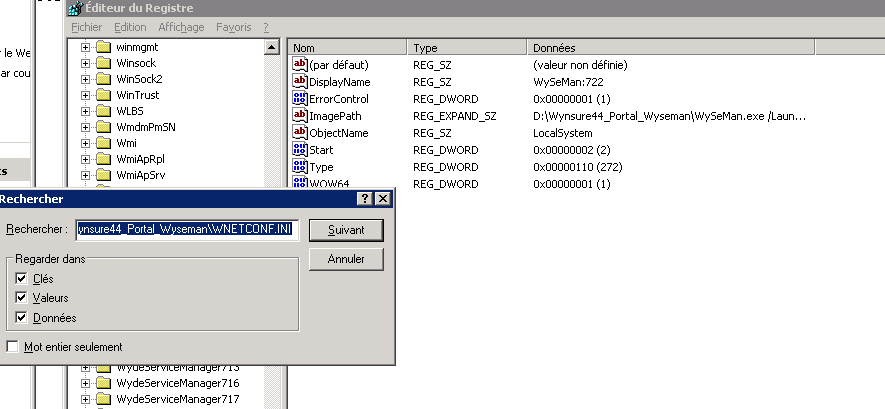 Éditeur du Registre
Fichier Edition Affichage Favoris ?
r le We
ar cou
ts
winmgmt
Winsock
WinSock2
WinTrust
WLBS
WmdmPmSN
Wmi
WmiApRpl
WmiApSrv
Nom Type Données
(par défaut) REG_SZ (valeur non définie)
DisplayName REG_SZ WySeMan:722
ErrorControl REG_DWORD 0x00000001 (1)
ImagePath REG_EXPAND_SZ D:\Wynsure44_Portal_Wyseman\WySeMan.exe /Laun...
ObjectName REG_SZ LocalSystem
Start REG_DWORD 0x00000002 (2)
Type REG_DWORD 0x00000110 (272)
WOW64 REG_DWORD 0x00000001 (1)
Rechercher
Rechercher : ynsure44_Portal_Wyseman\WNETCONF.INI Suivant
Annuler
Regarder dans
Clés
Valeurs
Données
Mot entier seulement
WydeServiceManager713
WydeServiceManager716
WydeServiceManager717